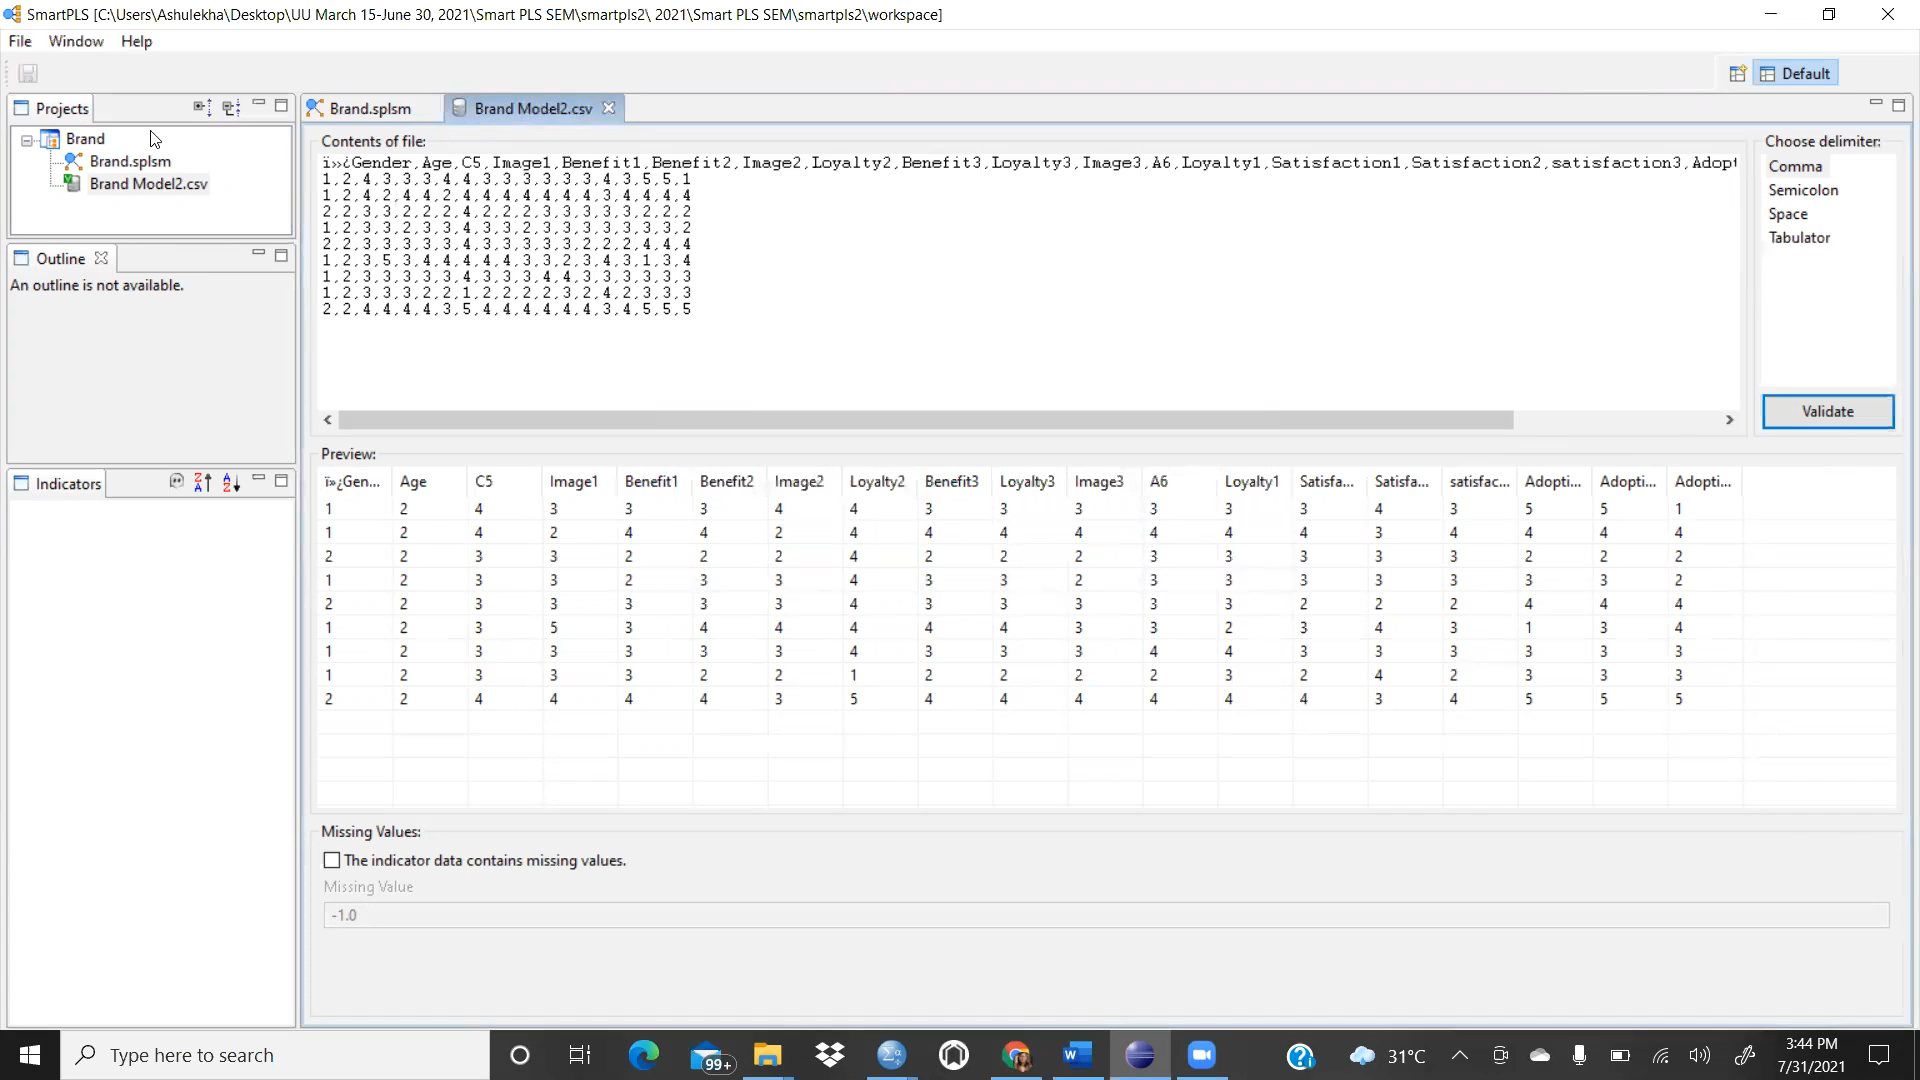 SmartPLS [C:\Users\Ashulekha\Desktop\UU March 15-June 30, 2021\Smart PLS SEM\smartpls2\ 2021\Smart PLS SEM\smartpls2\workspace]
File Window Help
Default
Projects
Brand
Brand.splsm
Brand Model2.csv
Outline
An outline is not available.
Indicators
Brand.splsm
Brand Model2.csv
Contents of file:
ï»¿Gender,Age,C5,Image1,Benefit1,Benefit2,Image2,Loyalty2,Benefit3,Loyalty3,Image3,A6,Loyalty1,Satisfaction1,Satisfaction2,satisfaction3,Adopt
1,2,4,3,3,3,4,4,3,3,3,3,3,3,4,3,5,5,1
1,2,4,2,4,4,2,4,4,4,4,4,4,4,3,4,4,4,4
2,2,3,3,2,2,2,4,2,2,2,3,3,3,3,3,2,2,2
1,2,3,3,2,3,3,4,3,3,2,3,3,3,3,3,3,3,2
2,2,3,3,3,3,3,4,3,3,3,3,3,2,2,2,4,4,4
1,2,3,5,3,4,4,4,4,4,3,3,2,3,4,3,1,3,4
1,2,3,3,3,3,3,4,3,3,3,4,4,3,3,3,3,3,3
1,2,3,3,3,2,2,1,2,2,2,2,3,2,4,2,3,3,3
2,2,4,4,4,4,3,5,4,4,4,4,4,4,3,4,5,5,5
Choose delimiter:
Comma
Semicolon
Space
Tabulator
Validate
Preview:
ï»¿Gen... Age C5 Image1 Benefit1 Benefit2 Image2 Loyalty2 Benefit3 Loyalty3 Image3 A6 Loyalty1 Satisfa... Satisfa... satisfac... Adopti... Adopti... Adopti...
1 2 4 3 3 3 4 4 3 3 3 3 3 3 4 3 5 5 1
1 2 4 2 4 4 2 4 4 4 4 4 4 4 3 4 4 4 4
2 2 3 3 2 2 2 4 2 2 2 3 3 3 3 3 2 2 2
1 2 3 3 2 3 3 4 3 3 2 3 3 3 3 3 3 3 2
2 2 3 3 3 3 3 4 3 3 3 3 3 2 2 2 4 4 4
1 2 3 5 3 4 4 4 4 4 3 3 2 3 4 3 1 3 4
1 2 3 3 3 3 3 4 3 3 3 4 4 3 3 3 3 3 3
1 2 3 3 3 2 2 1 2 2 2 2 3 2 4 2 3 3 3
2 2 4 4 4 4 3 5 4 4 4 4 4 4 3 4 5 5 5
Missing Values:
The indicator data contains missing values.
Missing Value
-1.0
Type here to search
99+
31°C
3:44 PM
7/31/2021